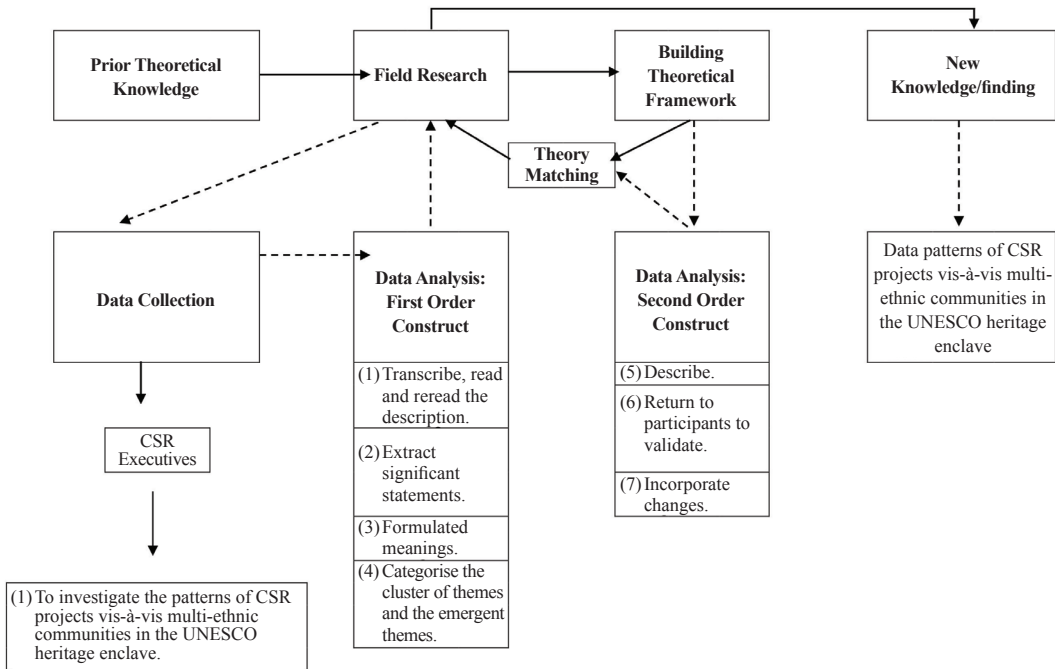 Prior Theoretical
Knowledge
Field Research
Building
Theoretical
Framework
New
Knowledge/finding
Theory
Matching
Data Collection
Data Analysis:
First Order
Construct
Data Analysis:
Second Order
Construct
Data patterns of CSR
projects vis-à-vis multi-
ethnic communities in
the UNESCO heritage
enclave
(1) Transcribe, read
and reread the
description.
(2) Extract
significant
statements.
(3) Formulated
meanings.
(4) Categorise the
cluster of themes
and the emergent
themes.
(5) Describe.
(6) Return to
participants to
validate.
(7) Incorporate
changes.
CSR
Executives
(1) To investigate the patterns of CSR
projects vis-à-vis multi-ethnic
communities in the UNESCO
heritage enclave.